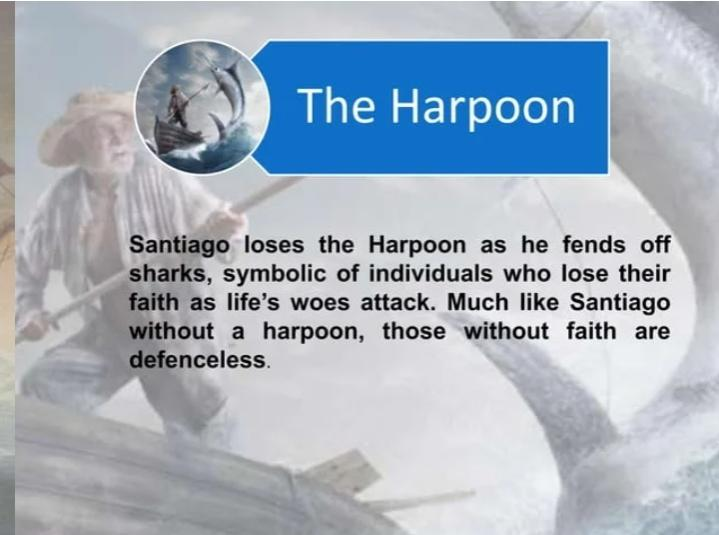 The Harpoon
Santiago loses the Harpoon as he fends off
sharks, symbolic of individuals who lose their
faith as life’s woes attack. Much like Santiago
without a harpoon, those without faith are
defenceless.